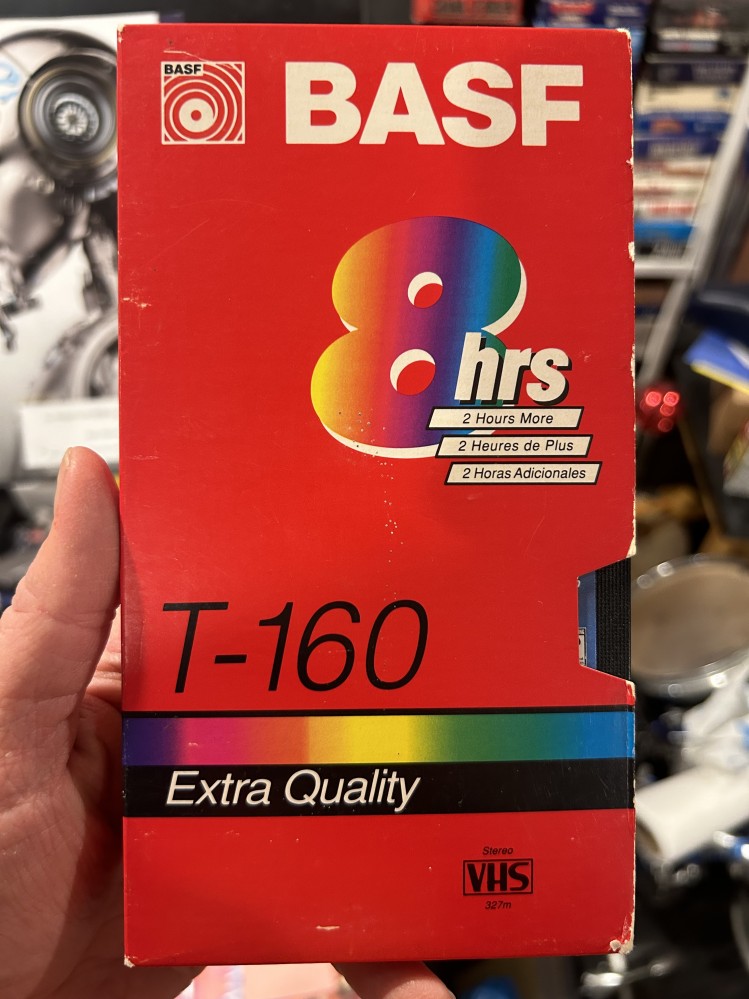 BASF
BASF
8
hrs
2 Hours More
2 Heures de Plus
2 Horas Adicionales
T-160
Extra Quality
Stereo
VHS
327m